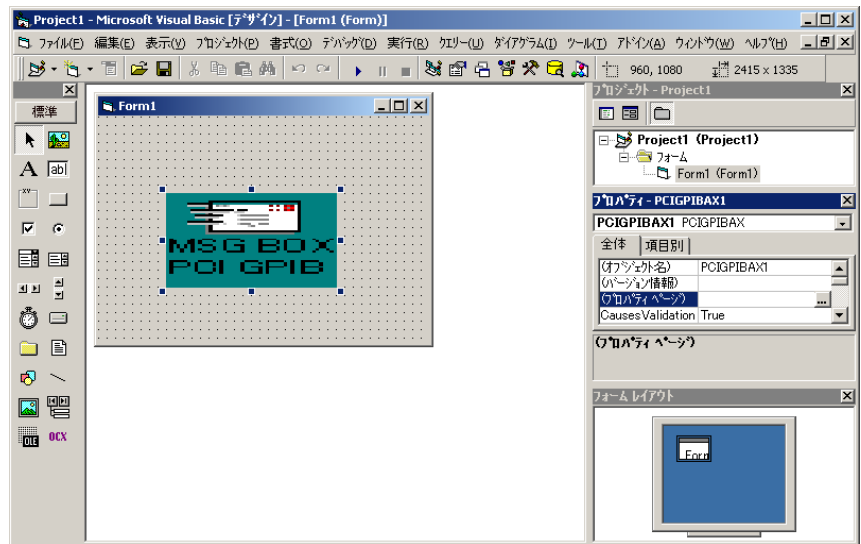 Project1 - Microsoft Visual Basic [デザイン] - [Form1 (Form)]
ファイル(F) 編集(E) 表示(V) プロジェクト(P) 書式(O) デバッグ(D) 実行(R) クエリー(U) ダイアグラム(I) ツール(T) アドイン(A) ウィンドウ(W) ヘルプ(H)
960, 1080 2415 x 1335
標準
A ab|
xv
OLE OCX
Form1
MSG BOX
PCI GPIB
プロジェクト - Project1
Project1 (Project1)
フォーム
Form1 (Form1)
プロパティ - PCIGPIBAX1
PCIGPIBAX1 PCIGPIBAX
全体 項目別
(オブジェクト名) PCIGPIBAX1
(バージョン情報)
(プロパティ ページ) ...
CausesValidation True
(プロパティ ページ)
フォーム レイアウト
Form